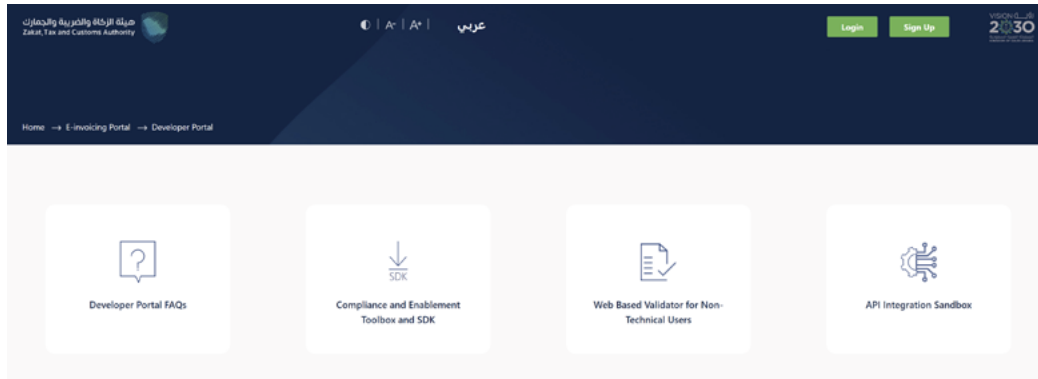 هيئة الزكاة والضريبة والجمارك
Zakat, Tax and Customs Authority
A- | A+ | عربي
Login
Sign Up
VISION رؤية
2030
Home → E-invoicing Portal → Developer Portal
Developer Portal FAQs
SDK
Compliance and Enablement
Toolbox and SDK
Web Based Validator for Non-
Technical Users
API Integration Sandbox